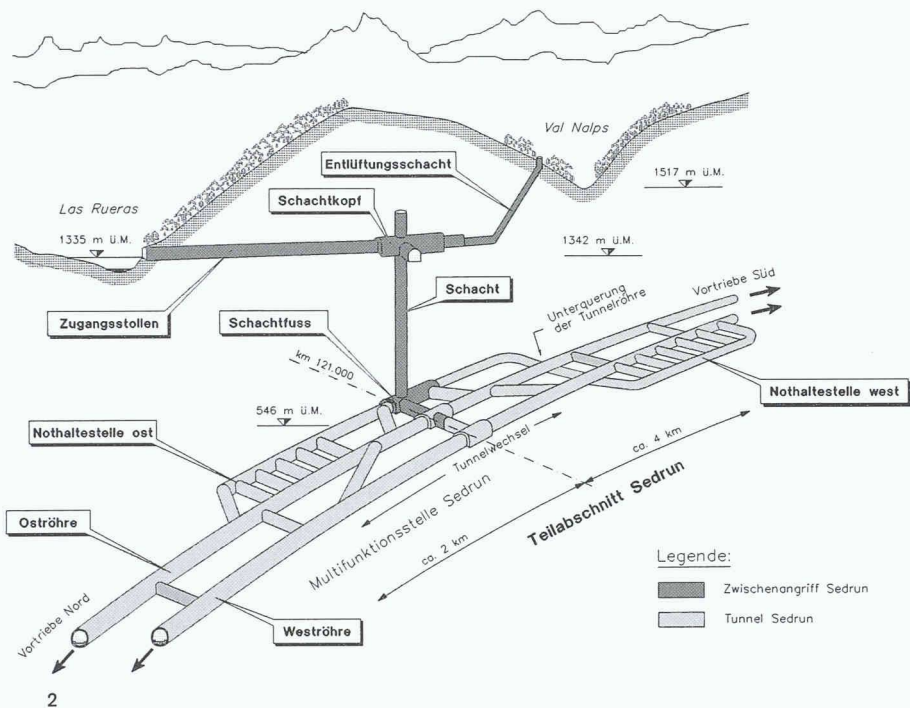 Val Nalps
Entlüftungsschacht
1517 m ü.M.
Las Rueras
Schachtkopf
1335 m ü.M.
1342 m ü.M.
Schacht
Vortriebe Süd
Zugangsstollen
Schachtfuss
Unterquerung
der Tunnelröhre
km 121.000
Nothaltestelle west
546 m ü.M.
Nothaltestelle ost
Tunnelwechsel
ca. 4 km
Multifunktionsstelle Sedrun
Teilabschnitt Sedrun
Oströhre
ca. 2 km
Legende:
Zwischenangriff Sedrun
Tunnel Sedrun
Weströhre
Vortriebe Nord
2